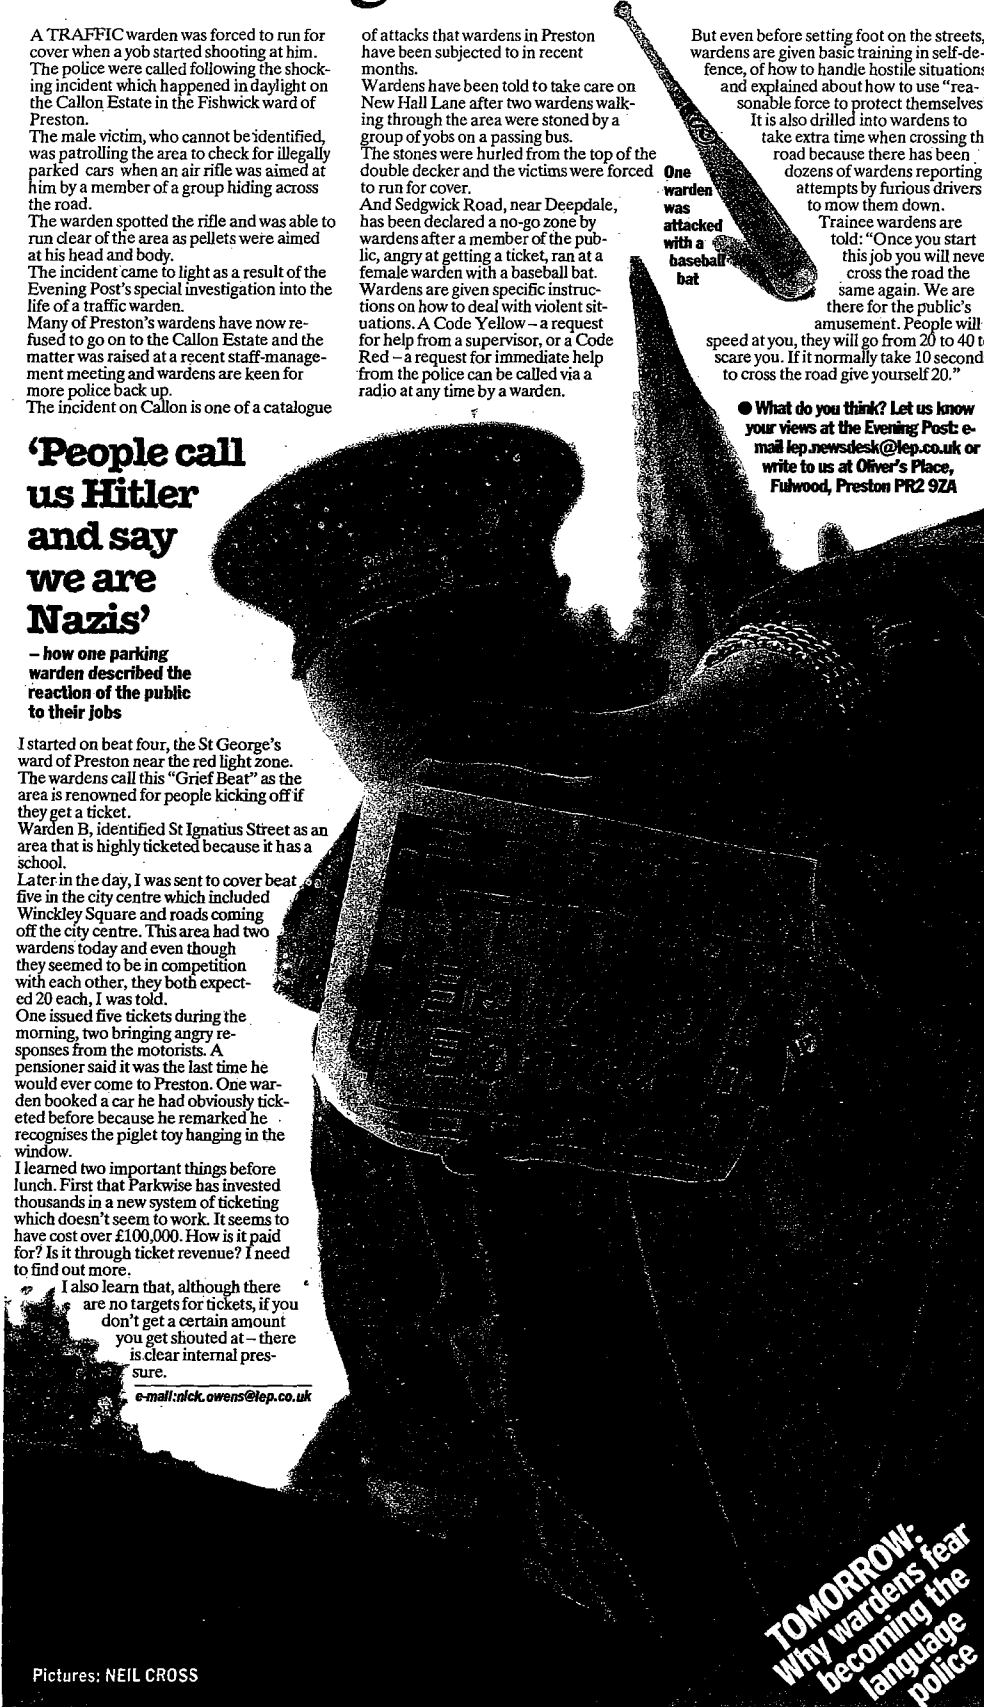 A TRAFFIC warden was forced to run for
cover when a yob started shooting at him.
The police were called following the shock-
ing incident which happened in daylight on
the Callon Estate in the Fishwick ward of
Preston.
The male victim, who cannot be identified,
was patrolling the area to check for illegally
parked cars when an air rifle was aimed at
him by a member of a group hiding across
the road.
The warden spotted the rifle and was able to
run clear of the area as pellets were aimed
at his head and body.
The incident came to light as a result of the
Evening Post's special investigation into the
life of a traffic warden.
Many of Preston's wardens have now re-
fused to go on to the Callon Estate and the
matter was raised at a recent staff-manage-
ment meeting and wardens are keen for
more police back up.
The incident on Callon is one of a catalogue
of attacks that wardens in Preston
have been subjected to in recent
months.
Wardens have been told to take care on
New Hall Lane after two wardens walk-
ing through the area were stoned by a
group of yobs on a passing bus.
The stones were hurled from the top of the
double decker and the victims were forced
to run for cover.
And Sedgwick Road, near Deepdale,
has been declared a no-go zone by
wardens after a member of the pub-
lic, angry at getting a ticket, ran at a
female warden with a baseball bat.
Wardens are given specific instruc-
tions on how to deal with violent sit-
uations. A Code Yellow – a request
for help from a supervisor, or a Code
Red – a request for immediate help
from the police can be called via a
radio at any time by a warden.
One
warden
was
attacked
with a
baseball
bat
But even before setting foot on the streets,
wardens are given basic training in self-de-
fence, of how to handle hostile situations
and explained about how to use "rea-
sonable force to protect themselves
It is also drilled into wardens to
take extra time when crossing th
road because there has been
dozens of wardens reporting
attempts by furious drivers
to mow them down.
Trainee wardens are
told: "Once you start
this job you will neve
cross the road the
same again. We are
there for the public's
amusement. People will
speed at you, they will go from 20 to 40 to
scare you. If it normally take 10 second
to cross the road give yourself 20."
● What do you think? Let us know
your views at the Evening Post: e-
mail lep.newsdesk@lep.co.uk or
write to us at Oliver's Place,
Fulwood, Preston PR2 9ZA
'People call
us Hitler
and say
we are
Nazis'
– how one parking
warden described the
reaction of the public
to their jobs
I started on beat four, the St George's
ward of Preston near the red light zone.
The wardens call this "Grief Beat" as the
area is renowned for people kicking off if
they get a ticket.
Warden B, identified St Ignatius Street as an
area that is highly ticketed because it has a
school.
Later in the day, I was sent to cover beat
five in the city centre which included
Winckley Square and roads coming
off the city centre. This area had two
wardens today and even though
they seemed to be in competition
with each other, they both expect-
ed 20 each, I was told.
One issued five tickets during the
morning, two bringing angry re-
sponses from the motorists. A
pensioner said it was the last time he
would ever come to Preston. One war-
den booked a car he had obviously tick-
eted before because he remarked he
recognises the piglet toy hanging in the
window.
I learned two important things before
lunch. First that Parkwise has invested
thousands in a new system of ticketing
which doesn't seem to work. It seems to
have cost over £100,000. How is it paid
for? Is it through ticket revenue? I need
to find out more.
I also learn that, although there
are no targets for tickets, if you
don't get a certain amount
you get shouted at – there
is clear internal pres-
sure.
e-mail:nick.owens@lep.co.uk
TOMORROW:
Why wardens fear
becoming the
language
police
Pictures: NEIL CROSS